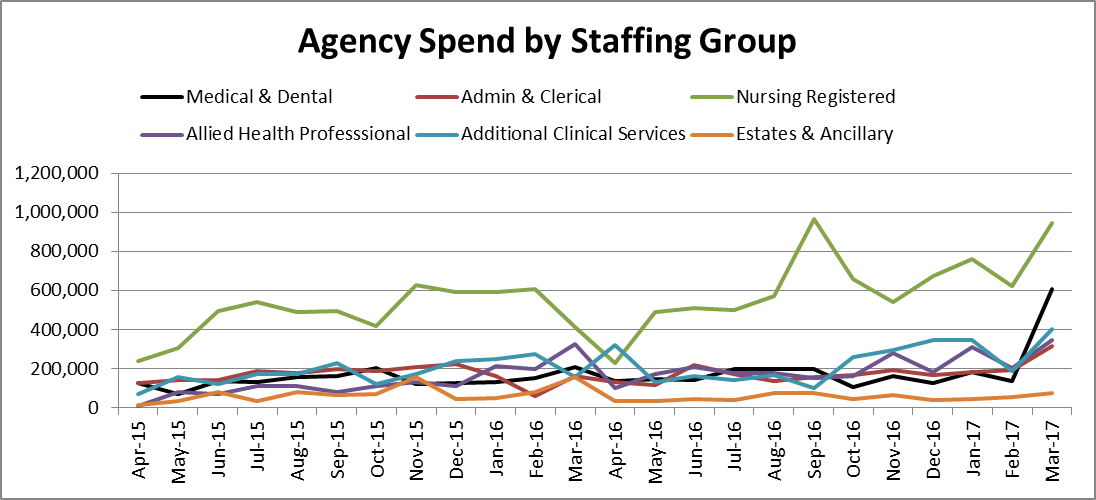 Agency Spend by Staffing Group
Medical & Dental Admin & Clerical Nursing Registered
Allied Health Professsional Additional Clinical Services Estates & Ancillary
1,200,000
1,000,000
800,000
600,000
400,000
200,000
0
Apr-15 May-15 Jun-15 Jul-15 Aug-15 Sep-15 Oct-15 Nov-15 Dec-15 Jan-16 Feb-16 Mar-16 Apr-16 May-16 Jun-16 Jul-16 Aug-16 Sep-16 Oct-16 Nov-16 Dec-16 Jan-17 Feb-17 Mar-17